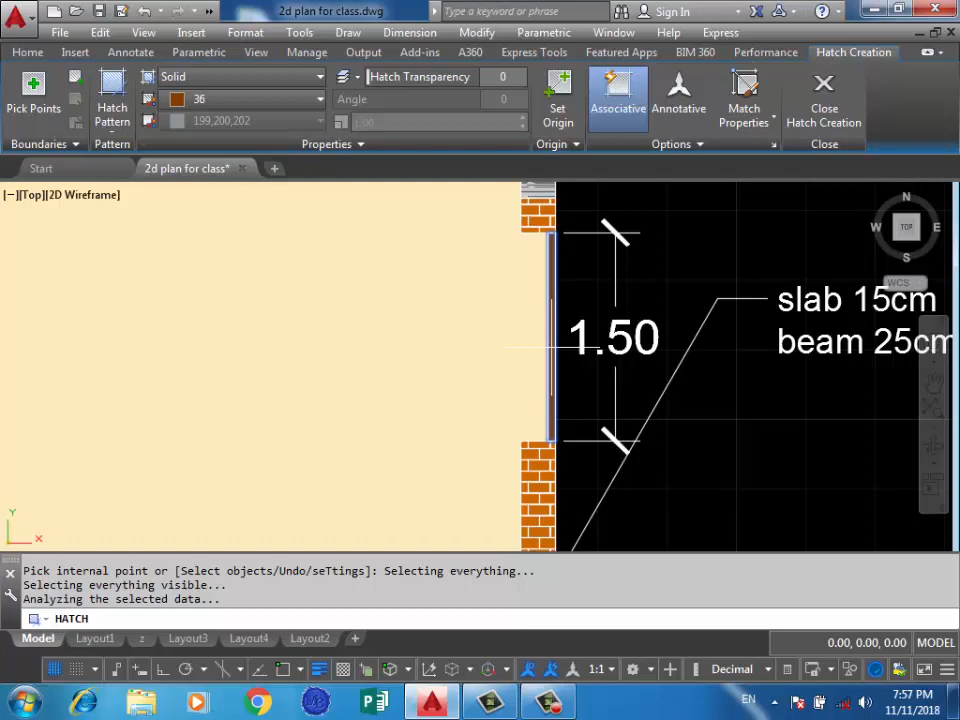 2d plan for class.dwg
Type a keyword or phrase
Sign In
File Edit View Insert Format Tools Draw Dimension Modify Parametric Window Help Express
Home Insert Annotate Parametric View Manage Output Add-ins A360 Express Tools Featured Apps BIM 360 Performance Hatch Creation
Solid
Hatch Transparency 0
36
Angle 0
199,200,202
1.00
Pick Points
Hatch Pattern
Set Origin
Associative
Annotative
Match Properties
Close Hatch Creation
Boundaries Pattern Properties Origin Options Close
Start 2d plan for class*
[−][Top][2D Wireframe]
N
W TOP E
S
WCS
slab 15cm
1.50
beam 25cm
Y
X
Pick internal point or [Select objects/Undo/seTtings]: Selecting everything...
Selecting everything visible...
Analyzing the selected data...
HATCH
Model Layout1 z Layout3 Layout4 Layout2
0.00, 0.00, 0.00 MODEL
1:1 Decimal
EN
7:57 PM
11/11/2018